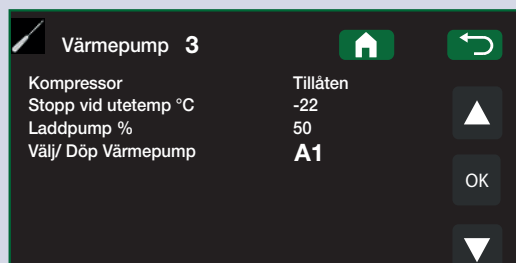 Värmepump 3
Kompressor Tillåten
Stopp vid utetemp °C -22
Laddpump % 50
Välj/ Döp Värmepump A1
OK